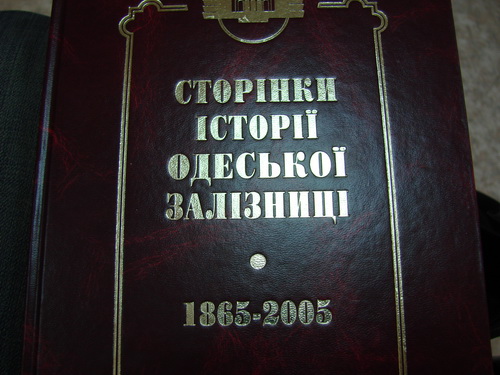 СТОРІНКИ
ІСТОРІЇ
ОДЕСЬКОЇ
ЗАЛІЗНИЦІ
1865-2005